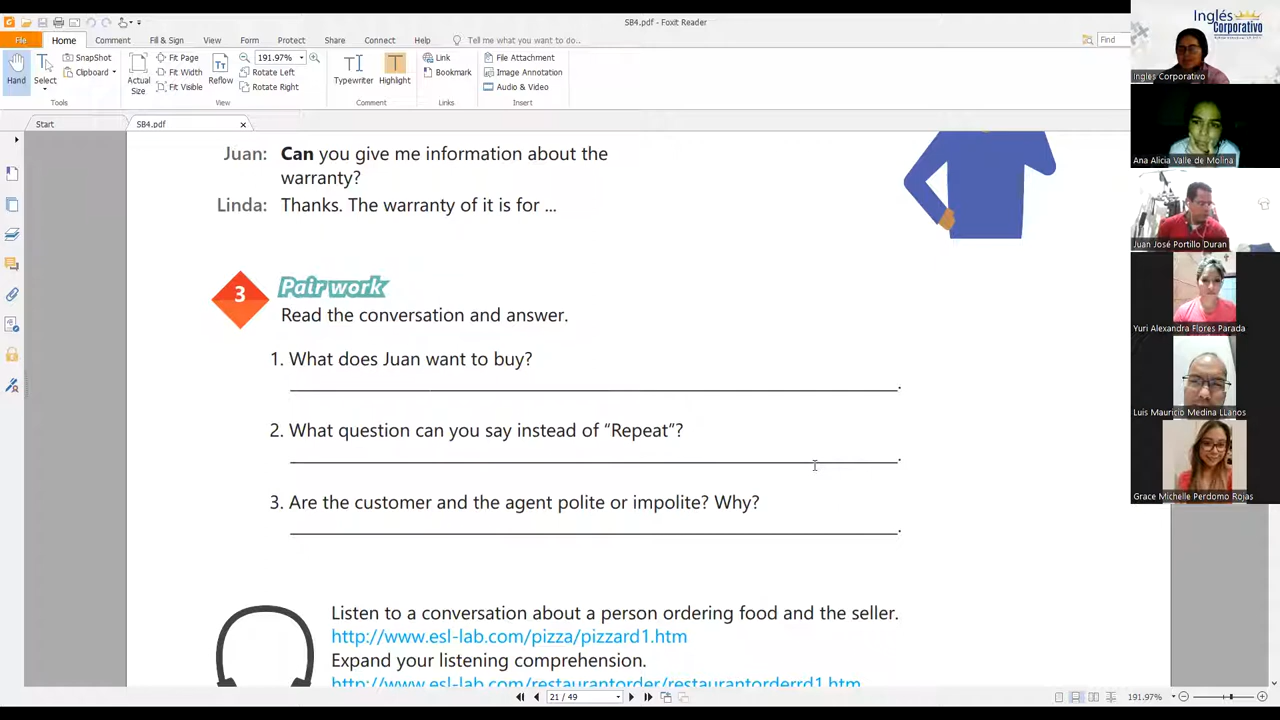 SB4.pdf - Foxit Reader
File Home Comment Fill & Sign View Form Protect Share Connect Help Tell me what you want to do.. Find
Hand
Select
SnapShot
Clipboard
Tools
Actual Size
Fit Page
Fit Width
Fit Visible
Reflow
191.97%
Rotate Left
Rotate Right
View
Typewriter
Highlight
Comment
Link
Bookmark
Links
File Attachment
Image Annotation
Audio & Video
Insert
Start
SB4.pdf
Juan: Can you give me information about the
warranty?
Linda: Thanks. The warranty of it is for ...
3
Pair work
Read the conversation and answer.
1. What does Juan want to buy?
2. What question can you say instead of “Repeat”?
3. Are the customer and the agent polite or impolite? Why?
Listen to a conversation about a person ordering food and the seller.
http://www.esl-lab.com/pizza/pizzard1.htm
Expand your listening comprehension.
http://www.esl-lab.com/restaurantorder/restaurantorderrd1.htm
21 / 49
191.97%
Inglés
Corporativo
Ingles Corporativo
Ana Alicia Valle de Molina
Juan José Portillo Duran
Yuri Alexandra Flores Parada
Luis Mauricio Medina LLanos
Grace Michelle Perdomo Rojas